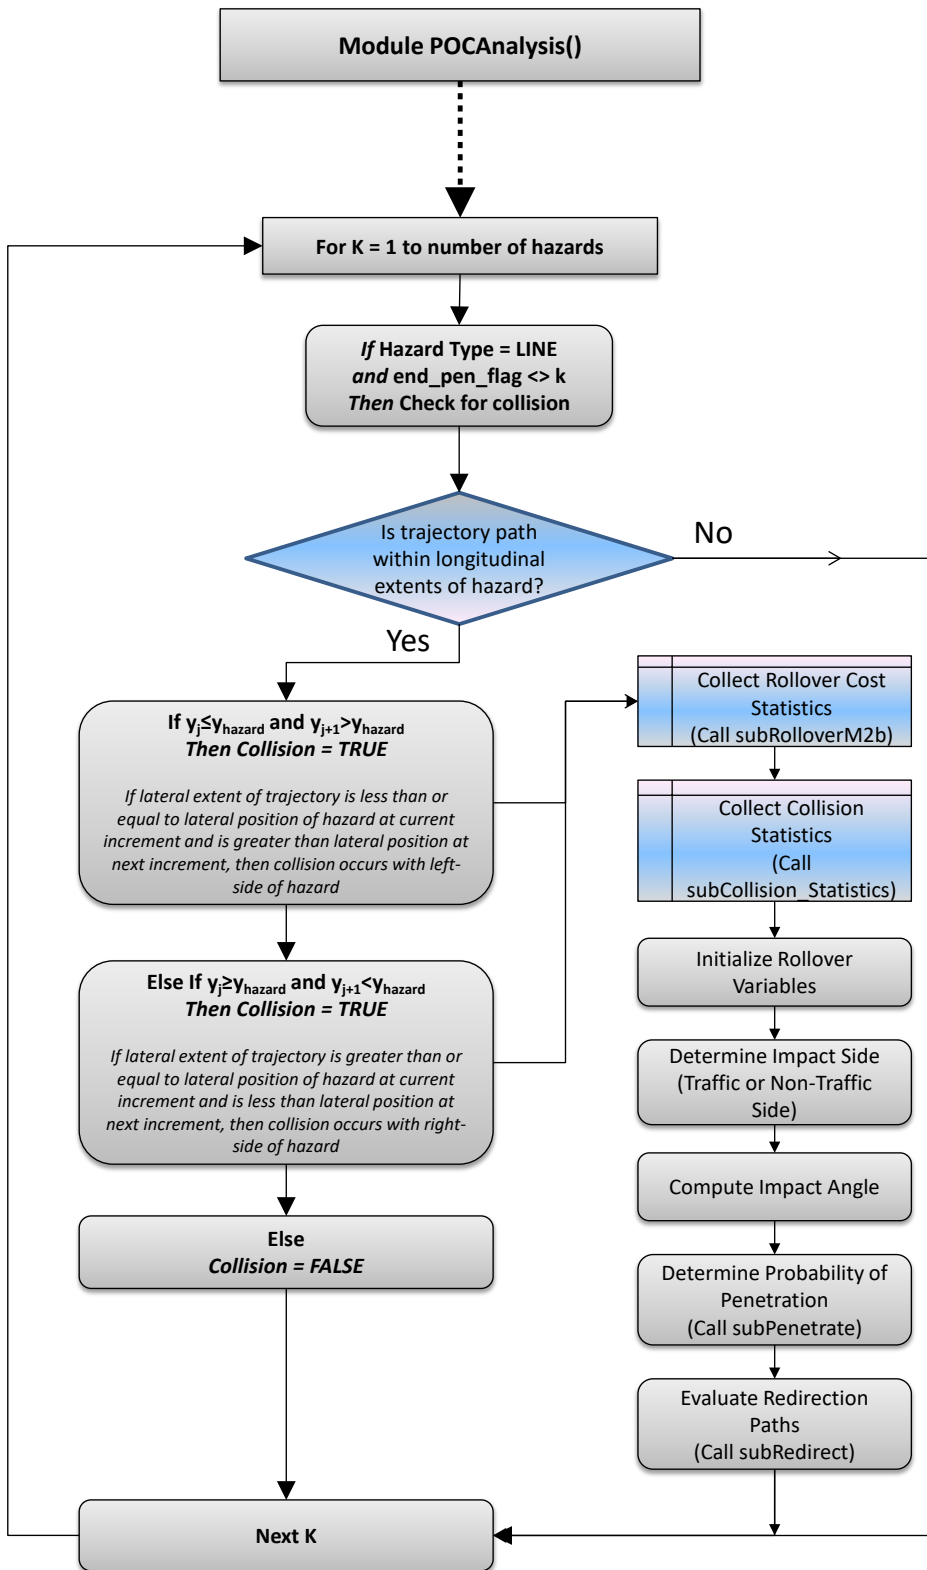 Module POCAnalysis()
For K = 1 to number of hazards
If Hazard Type = LINE
and end_pen_flag <> k
Then Check for collision
Is trajectory path
within longitudinal
extents of hazard?
No
Yes
If yj≤yhazard and yj+1>yhazard
Then Collision = TRUE
If lateral extent of trajectory is less than or
equal to lateral position of hazard at current
increment and is greater than lateral position at
next increment, then collision occurs with left-
side of hazard
Else If yj≥yhazard and yj+1<yhazard
Then Collision = TRUE
If lateral extent of trajectory is greater than or
equal to lateral position of hazard at current
increment and is less than lateral position at
next increment, then collision occurs with right-
side of hazard
Else
Collision = FALSE
Next K
Collect Rollover Cost
Statistics
(Call subRolloverM2b)
Collect Collision
Statistics
(Call
subCollision_Statistics)
Initialize Rollover
Variables
Determine Impact Side
(Traffic or Non-Traffic
Side)
Compute Impact Angle
Determine Probability of
Penetration
(Call subPenetrate)
Evaluate Redirection
Paths
(Call subRedirect)